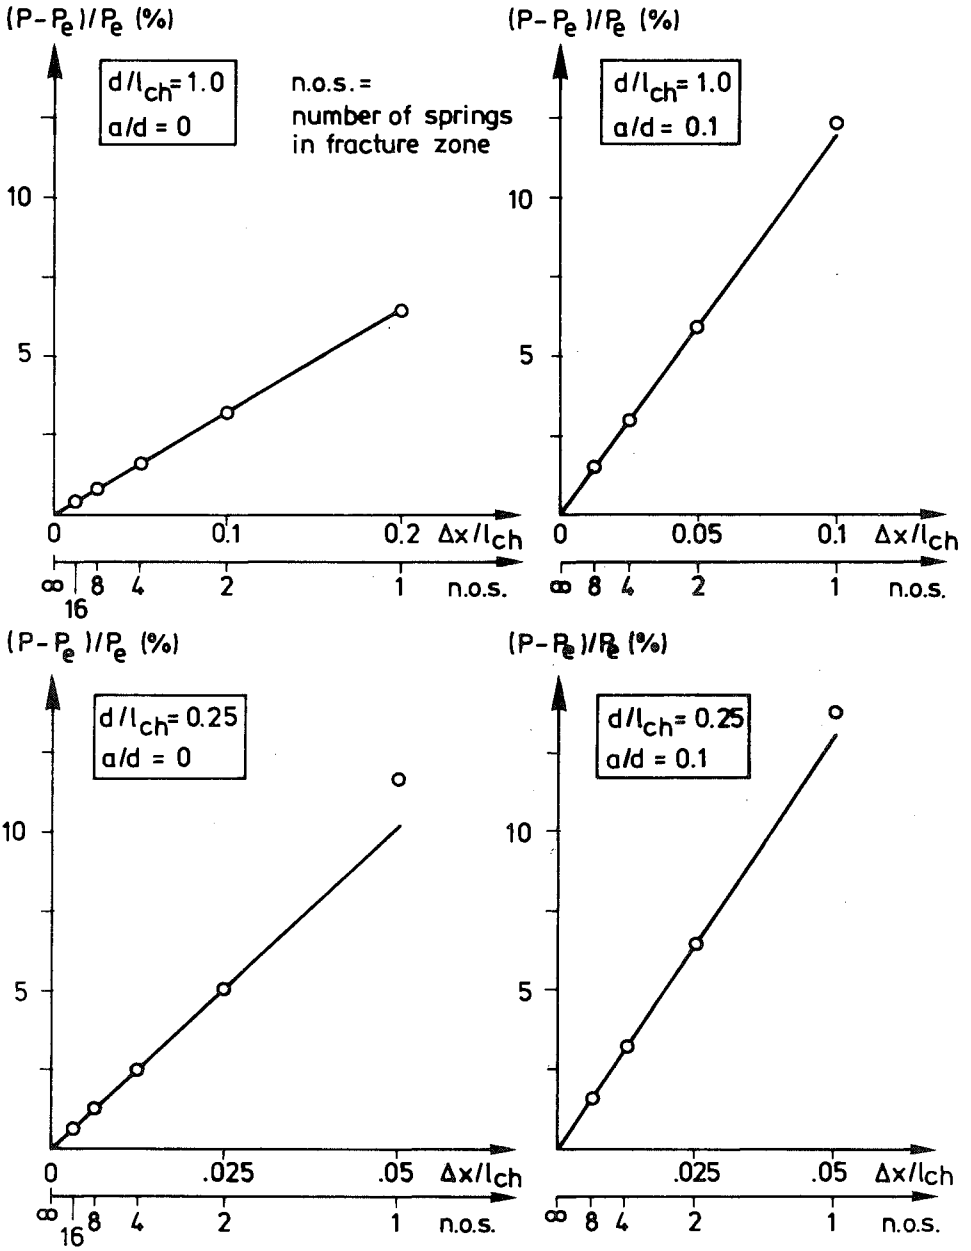 (P-Pe)/Pe (%)
d/lch=1.0
a/d = 0
n.o.s. =
number of springs
in fracture zone
10
5
0 0.1 0.2 Δx/lch
∞ 16 8 4 2 1 n.o.s.
(P-Pe)/Pe (%)
d/lch=1.0
a/d = 0.1
10
5
0 0.05 0.1 Δx/lch
∞ 8 4 2 1 n.o.s.
(P-Pe)/Pe (%)
d/lch=0.25
a/d = 0
10
5
0 .025 .05 Δx/lch
∞ 16 8 4 2 1 n.o.s.
(P-Pe)/Pe (%)
d/lch=0.25
a/d = 0.1
10
5
.025 .05 Δx/lch
∞ 8 4 2 1 n.o.s.